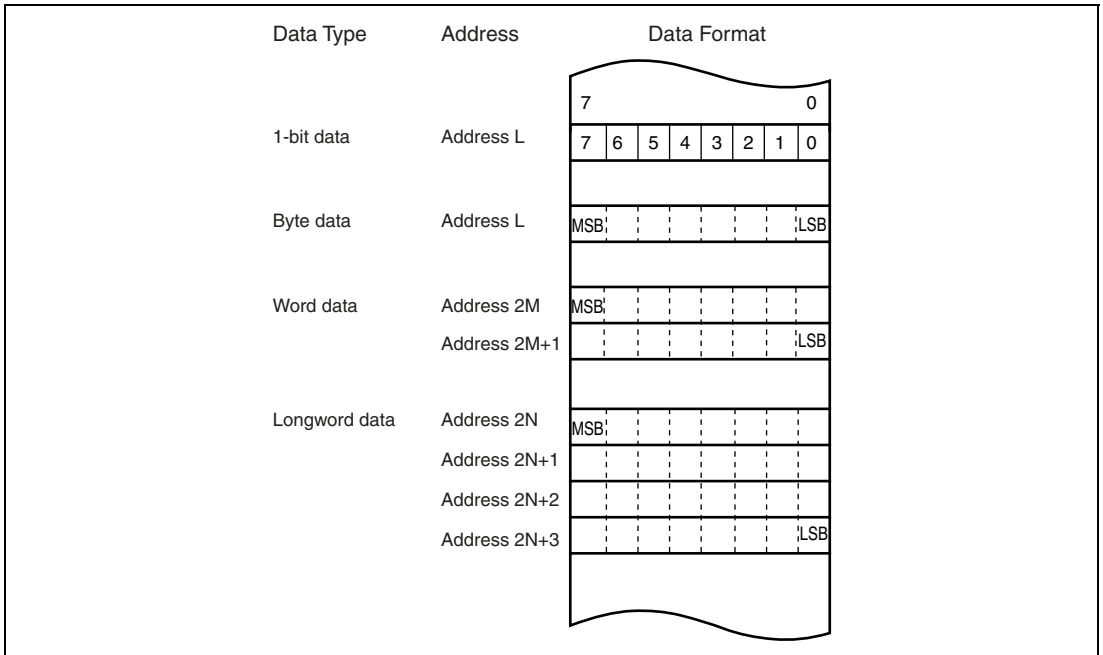 Data Type Address Data Format
7 0
1-bit data Address L 7 6 5 4 3 2 1 0
Byte data Address L MSB LSB
Word data Address 2M MSB
Address 2M+1 LSB
Longword data Address 2N MSB
Address 2N+1
Address 2N+2
Address 2N+3 LSB